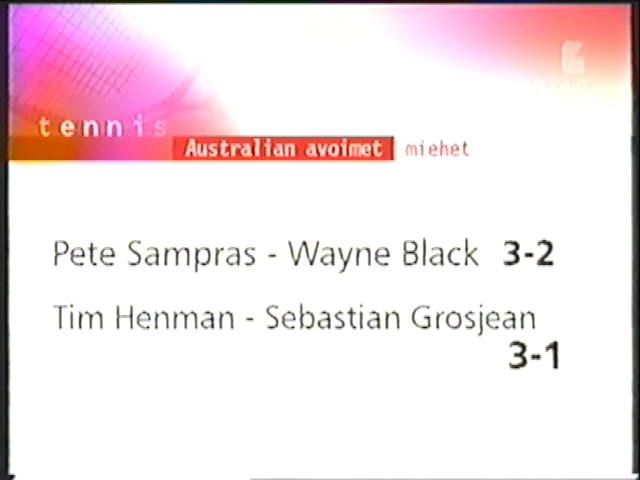 tennis
Australian avoimet miehet
Pete Sampras - Wayne Black 3-2
Tim Henman - Sebastian Grosjean
3-1